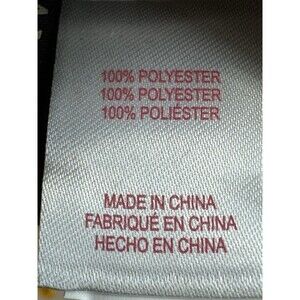 100% POLYESTER
100% POLYESTER
100% POLIÉSTER
MADE IN CHINA
FABRIQUÉ EN CHINA
HECHO EN CHINA